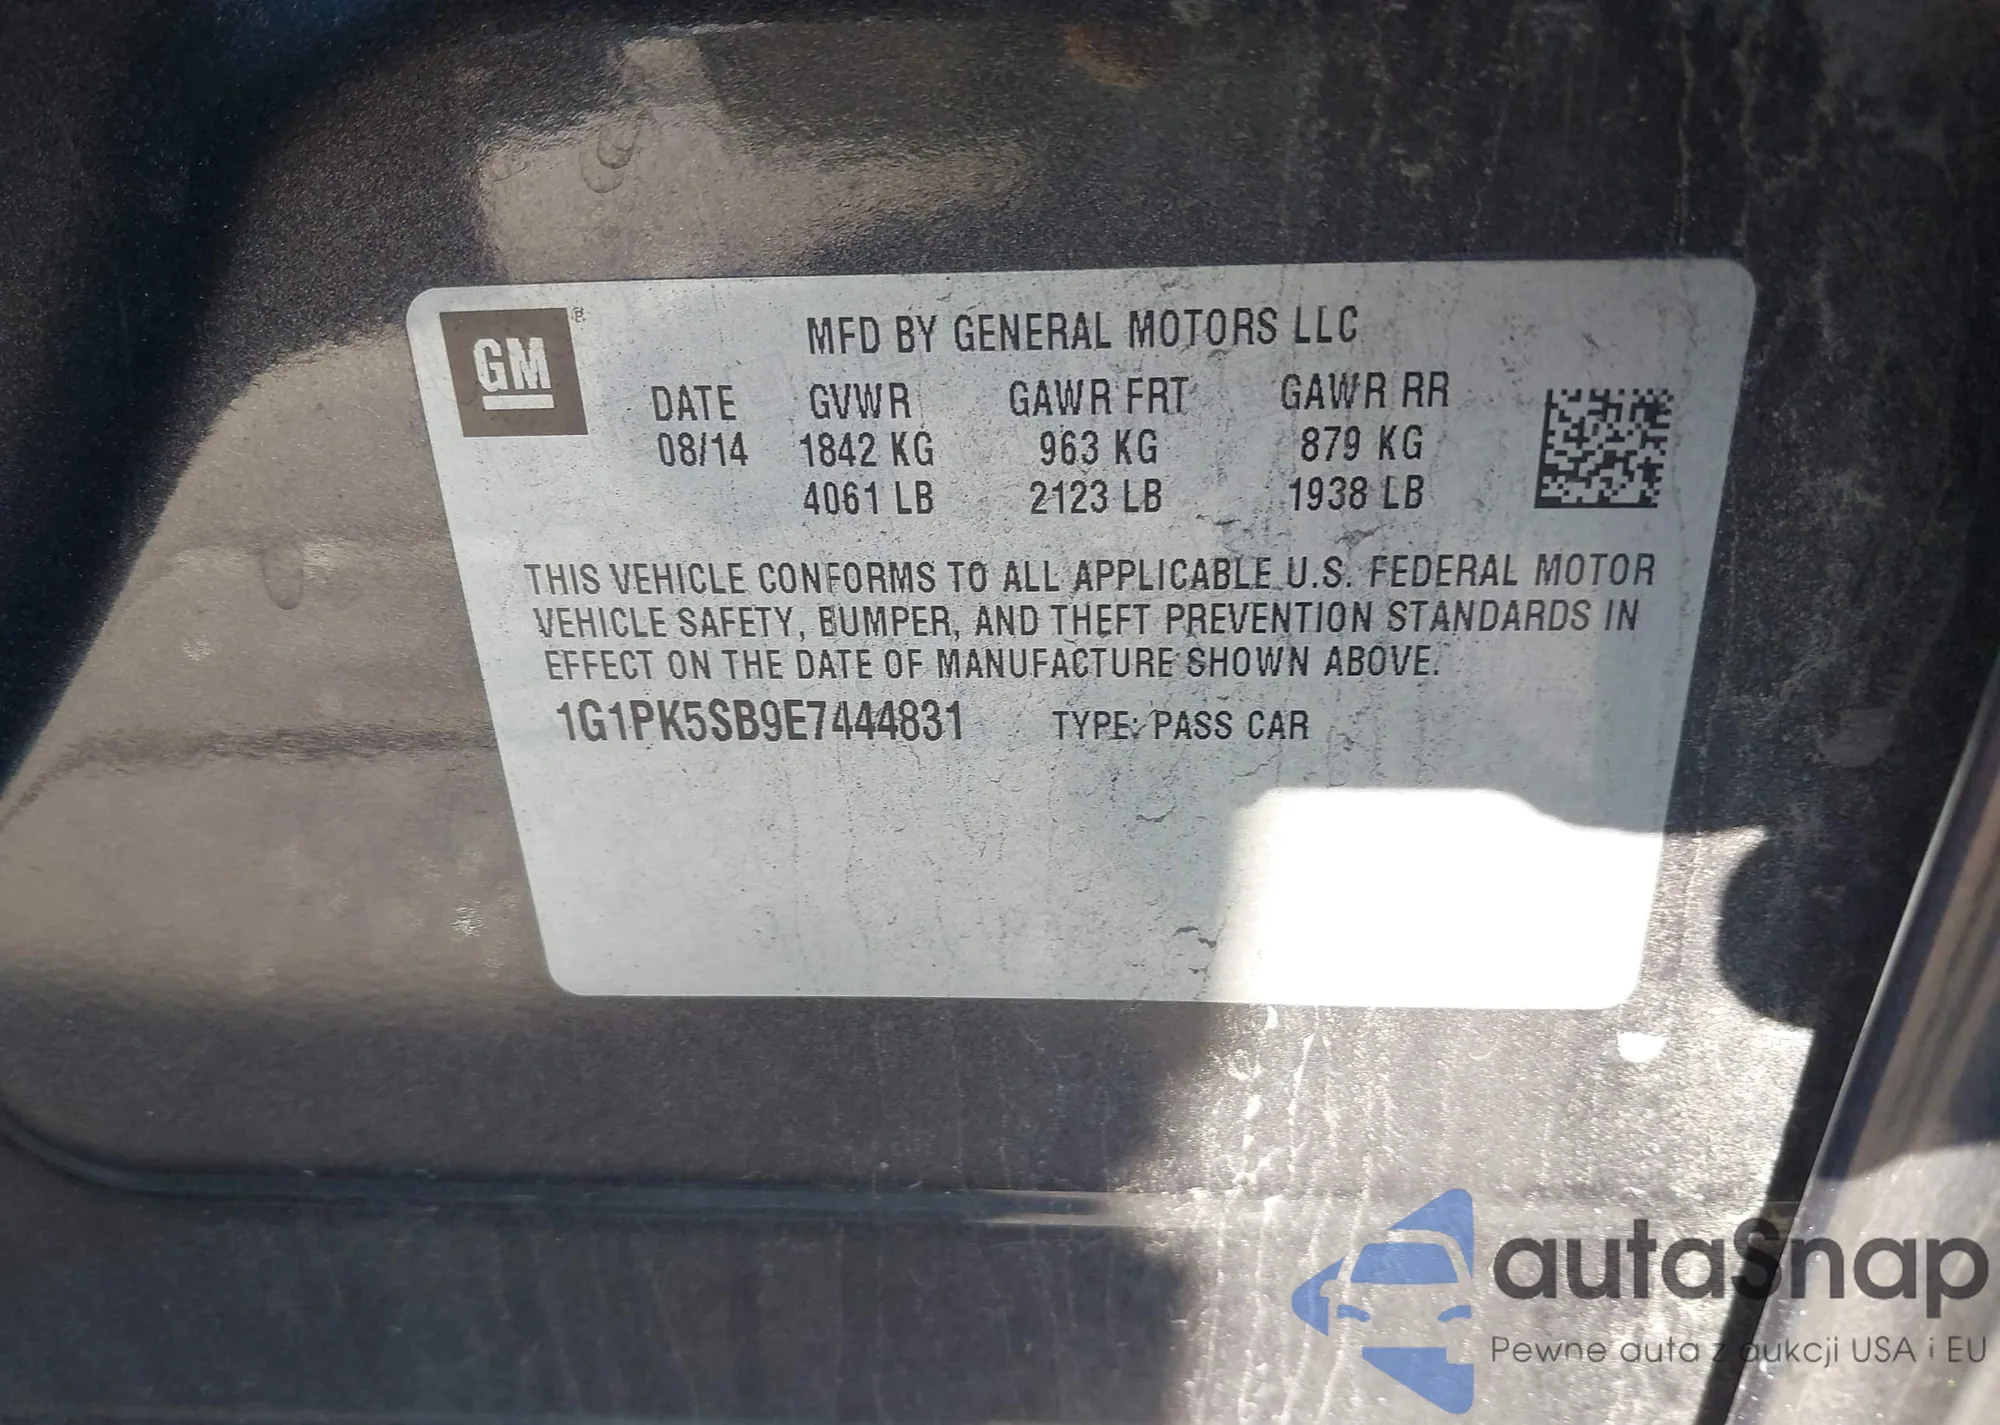 GM ®
MFD BY GENERAL MOTORS LLC
DATE GVWR GAWR FRT GAWR RR
08/14 1842 KG 963 KG 879 KG
4061 LB 2123 LB 1938 LB
THIS VEHICLE CONFORMS TO ALL APPLICABLE U.S. FEDERAL MOTOR
VEHICLE SAFETY, BUMPER, AND THEFT PREVENTION STANDARDS IN
EFFECT ON THE DATE OF MANUFACTURE SHOWN ABOVE.
1G1PK5SB9E7444831 TYPE: PASS CAR
autaSnap
Pewne auta z aukcji USA i EU